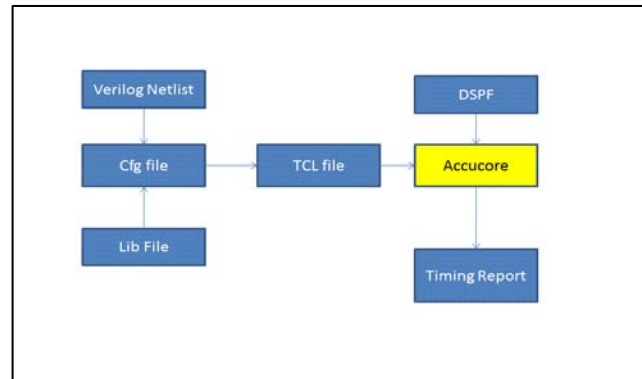 Verilog Netlist
DSPF
Cfg file
TCL file
Accucore
Lib File
Timing Report